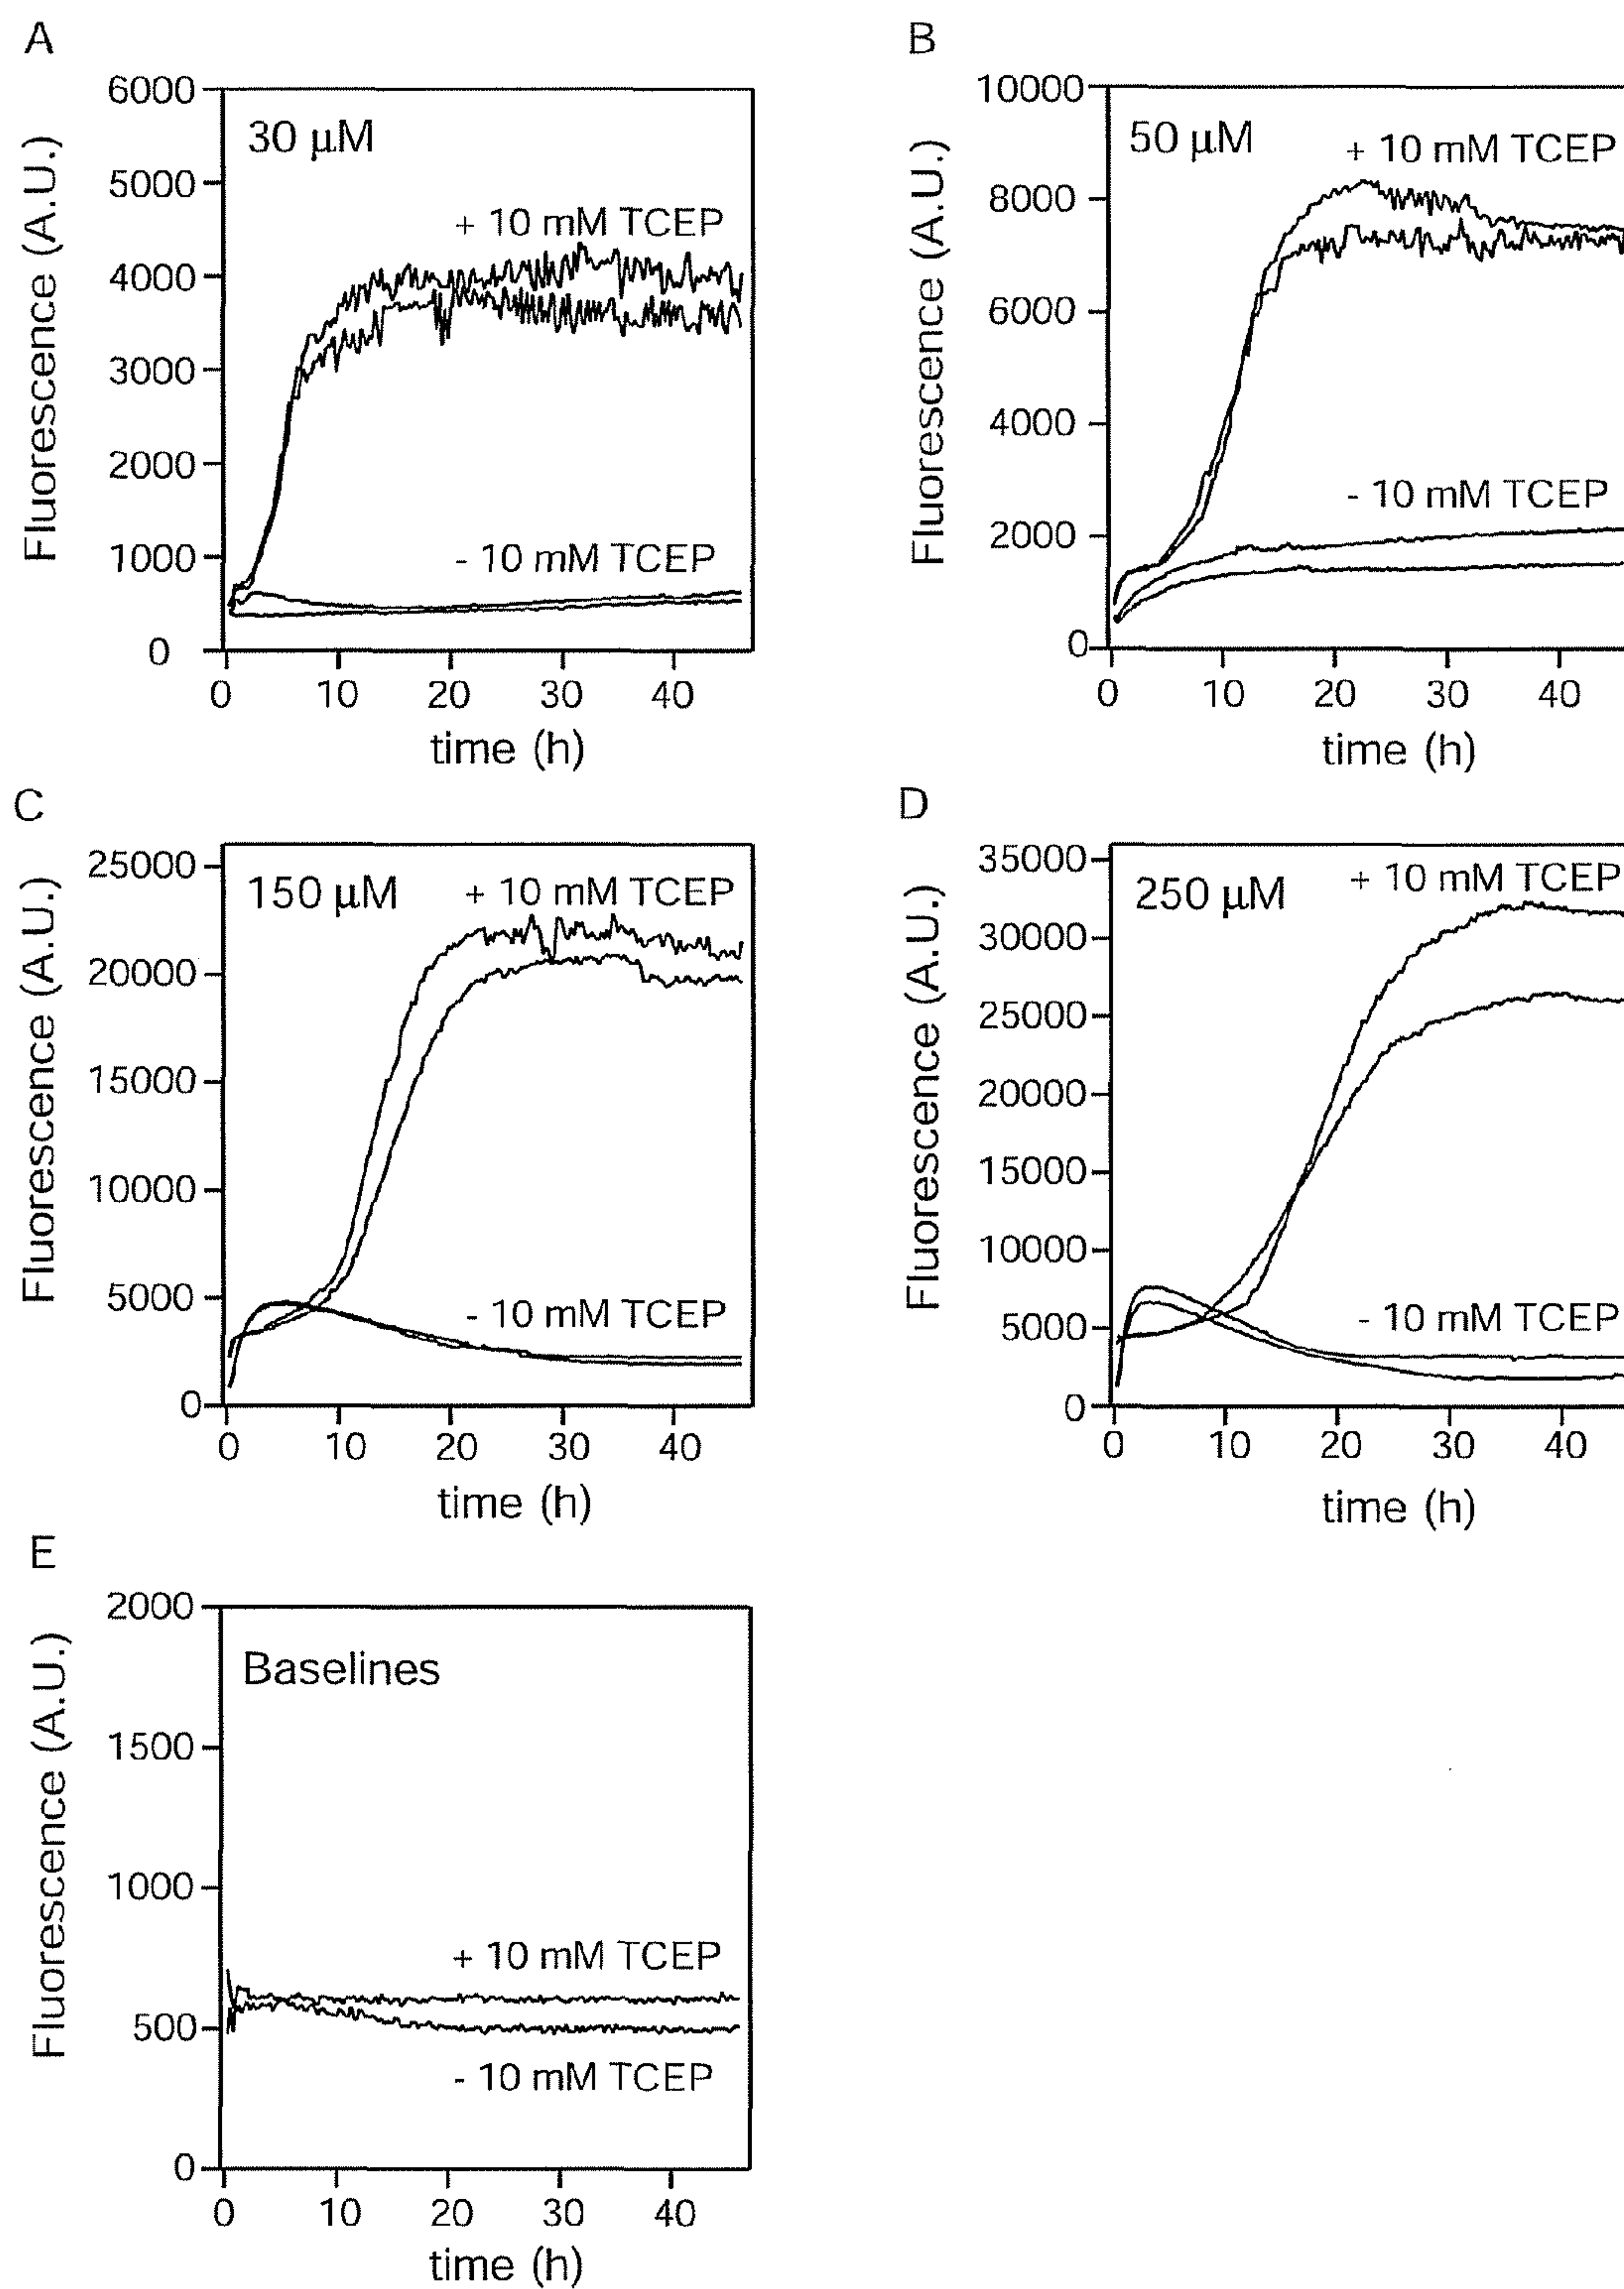 A
Fluorescence (A.U.)
6000
5000
4000
3000
2000
1000
0
30 µM
+ 10 mM TCEP
- 10 mM TCEP
0 10 20 30 40
time (h)
B
Fluorescence (A.U.)
10000
8000
6000
4000
2000
0
50 µM
+ 10 mM TCEP
- 10 mM TCEP
0 10 20 30 40
time (h)
C
Fluorescence (A.U.)
25000
20000
15000
10000
5000
0
150 µM
+ 10 mM TCEP
- 10 mM TCEP
0 10 20 30 40
time (h)
D
Fluorescence (A.U.)
35000
30000
25000
20000
15000
10000
5000
0
250 µM
+ 10 mM TCEP
- 10 mM TCEP
0 10 20 30 40
time (h)
E
Fluorescence (A.U.)
2000
1500
1000
500
0
Baselines
+ 10 mM TCEP
- 10 mM TCEP
0 10 20 30 40
time (h)